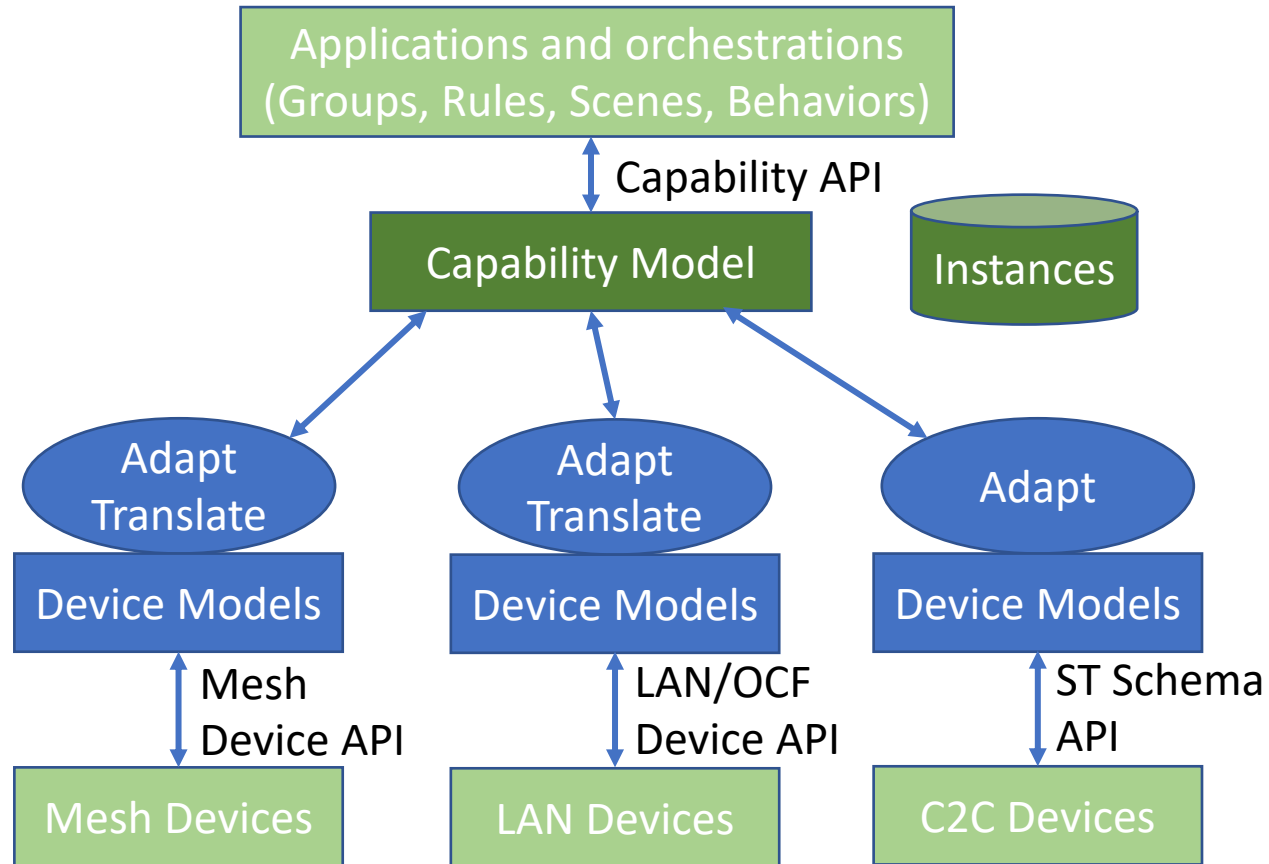 Applications and orchestrations
(Groups, Rules, Scenes, Behaviors)
Capability API
Capability Model
Instances
Adapt
Translate
Adapt
Translate
Adapt
Device Models
Device Models
Device Models
Mesh
Device API
LAN/OCF
Device API
ST Schema
API
Mesh Devices
LAN Devices
C2C Devices